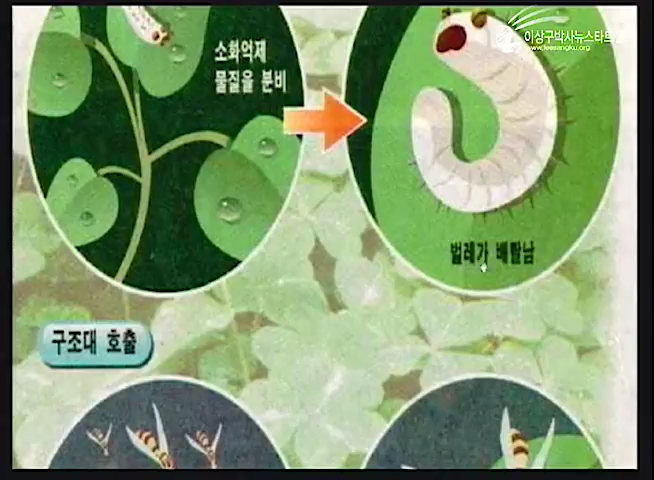 이상구박사뉴스타트
www.leesangku.org
소화억제
물질을 분비
벌레가 배탈남
구조대 호출